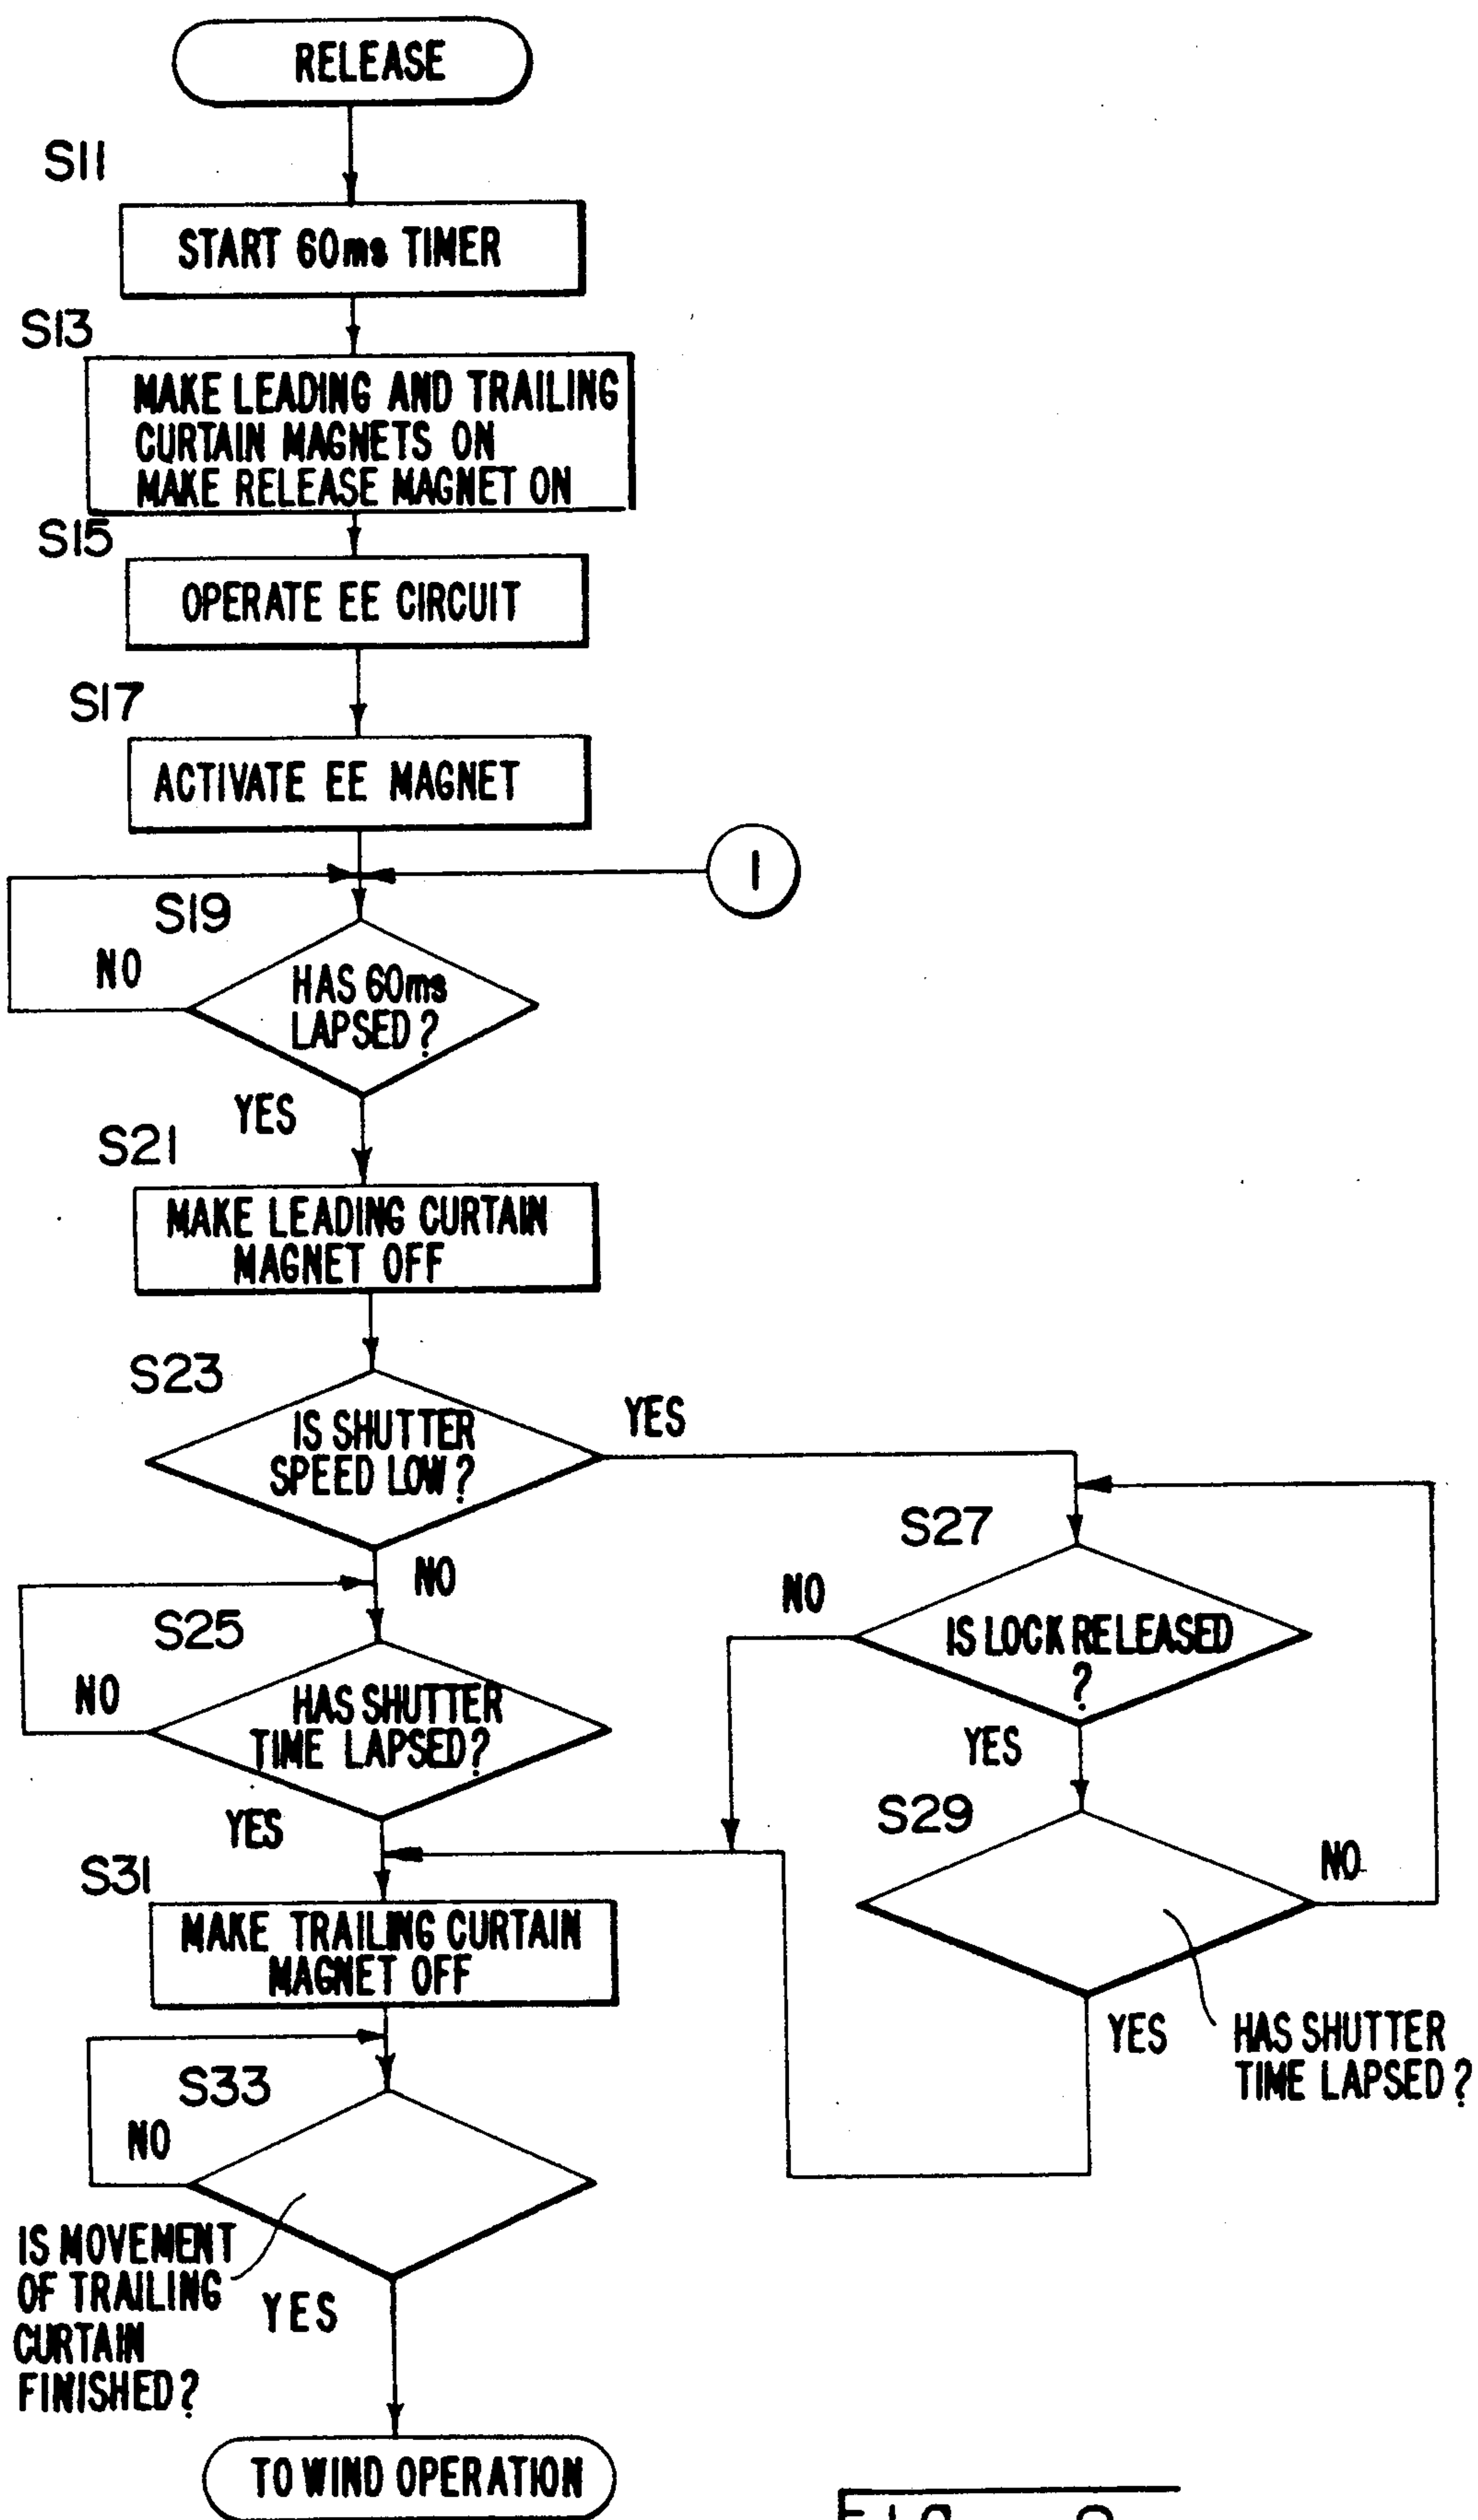 RELEASE
S11
START 60ms TIMER
S13
MAKE LEADING AND TRAILING
CURTAIN MAGNETS ON
MAKE RELEASE MAGNET ON
S15
OPERATE EE CIRCUIT
S17
ACTIVATE EE MAGNET
1
S19
NO
HAS 60ms
LAPSED?
YES
S21
MAKE LEADING CURTAIN
MAGNET OFF
S23
IS SHUTTER
SPEED LOW?
YES
NO
S25
NO
HAS SHUTTER
TIME LAPSED?
YES
S27
NO
IS LOCK RELEASED
?
YES
S29
NO
YES
HAS SHUTTER
TIME LAPSED?
S31
MAKE TRAILING CURTAIN
MAGNET OFF
S33
NO
IS MOVEMENT
OF TRAILING
CURTAIN
FINISHED?
YES
TO WIND OPERATION